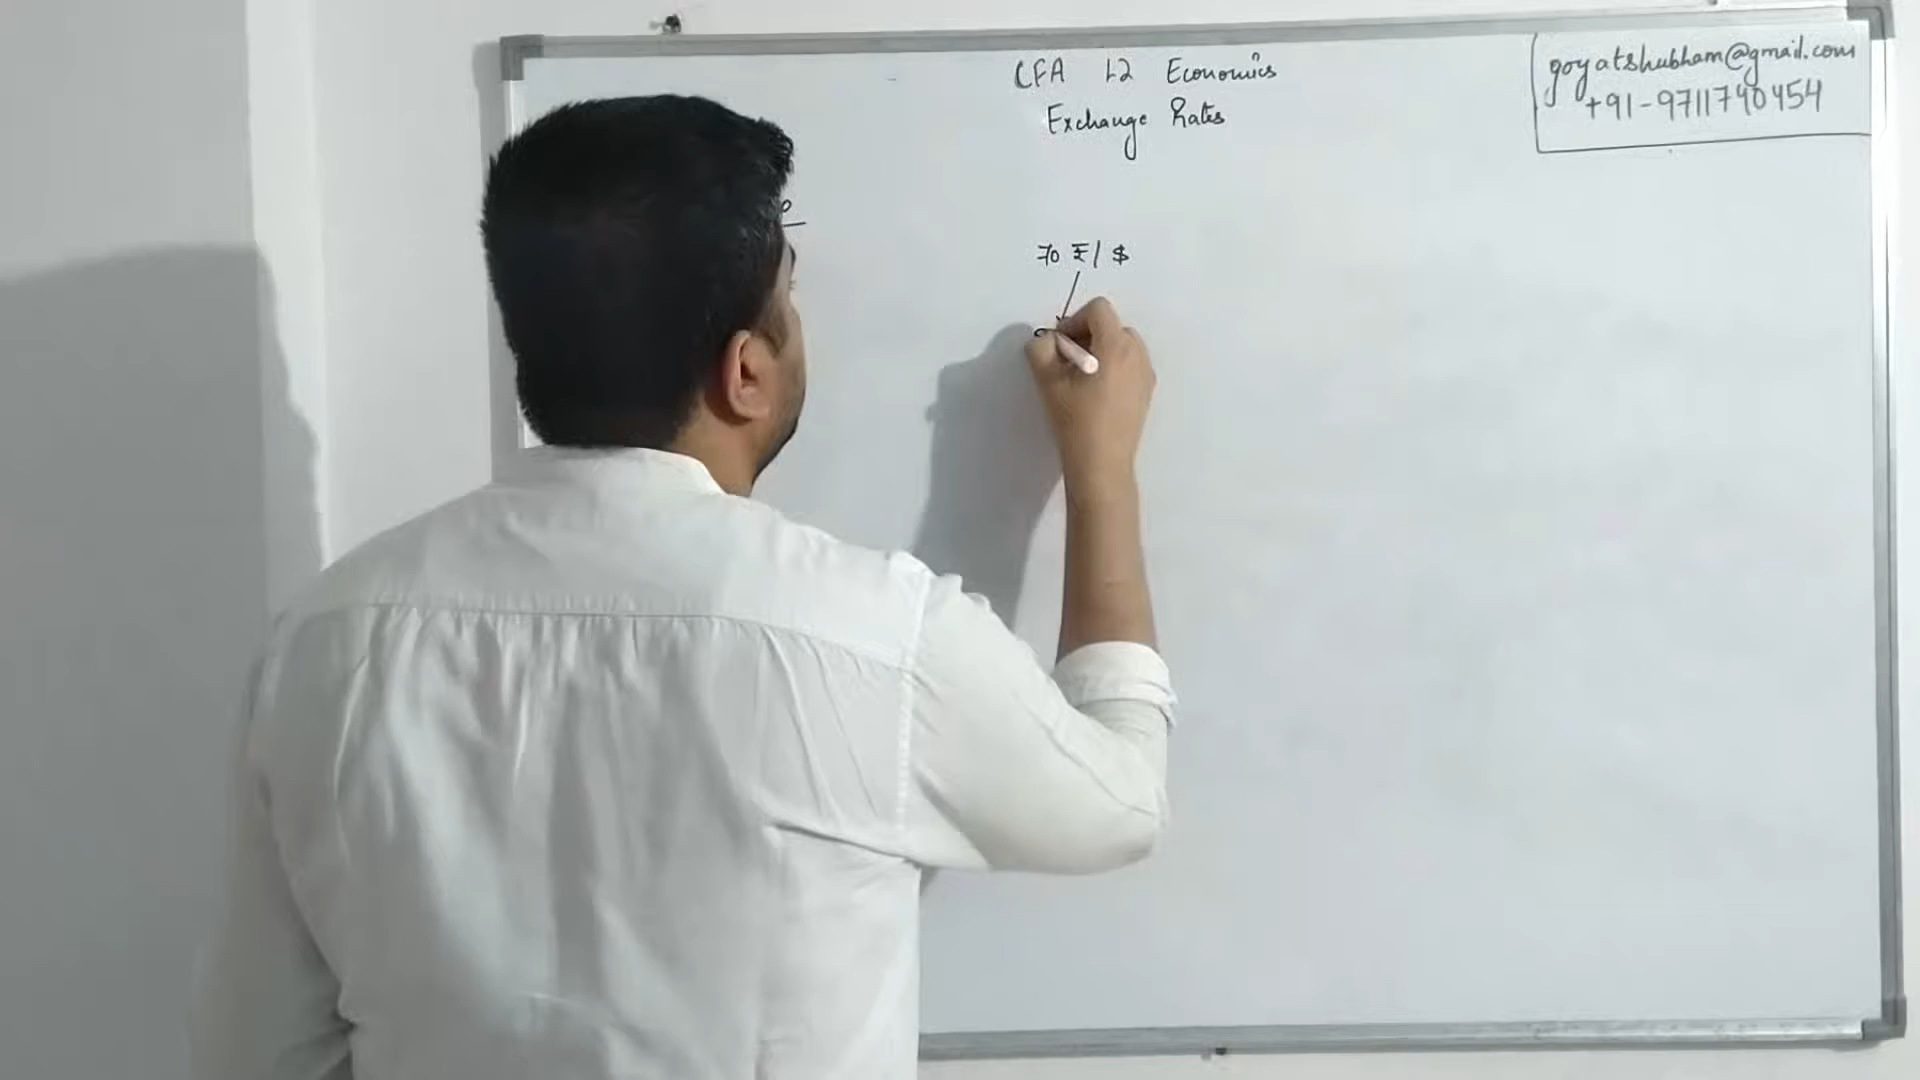 CFA L2 Economics
Exchange Rates
goyatshubham@gmail.com
+91-9711740454
70 ₹/$